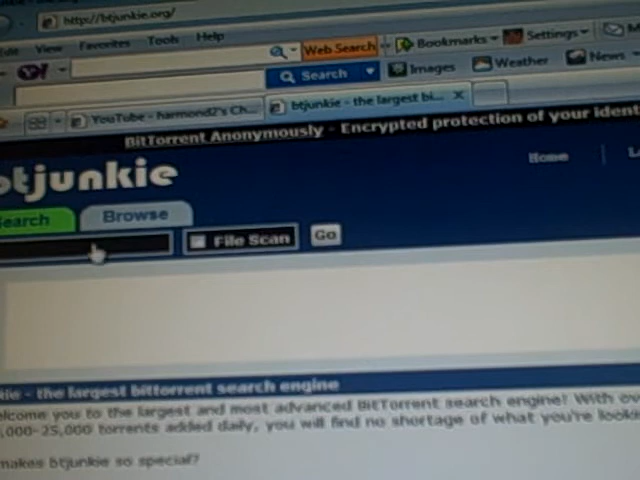 http://btjunkie.org/
Edit View Favorites Tools Help
Web Search Bookmarks Settings
Search Images Weather News
YouTube - harmond2's Ch... btjunkie - the largest bi...
BitTorrent Anonymously - Encrypted protection of your ident
btjunkie Home
Search Browse
File Scan Go
kie - the largest bittorrent search engine
elcome you to the largest and most advanced BitTorrent search engine! With ov
,000-25,000 torrents added daily, you will find no shortage of what you're look
makes btjunkie so special?